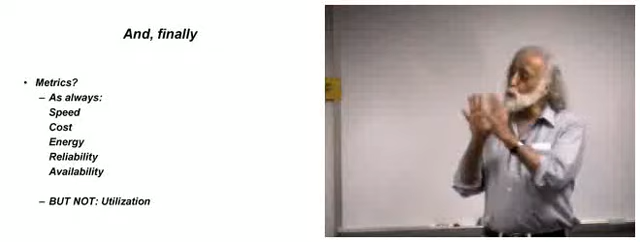 And, finally
• Metrics?
– As always:
Speed
Cost
Energy
Reliability
Availability
– BUT NOT: Utilization